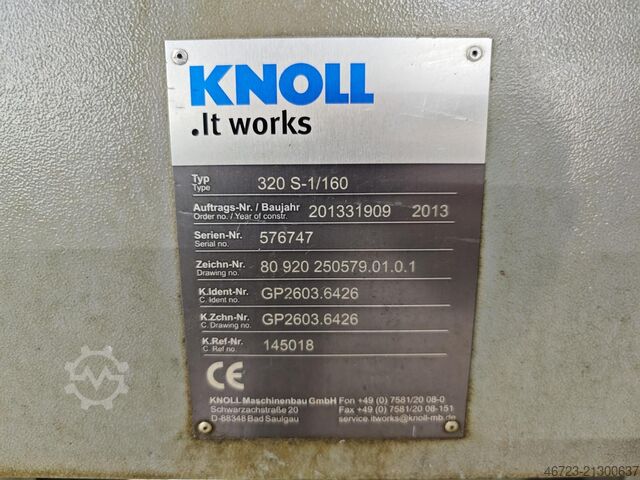 KNOLL
.It works
Typ 320 S-1/160
Type
Auftrags-Nr. / Baujahr 201331909 2013
Order no. / Year of constr.
Serien-Nr. 576747
Serial no.
Zeichn-Nr. 80 920 250579.01.0.1
Drawing no.
K.Ident-Nr. GP2603.6426
C. Ident no.
K.Zchn-Nr. GP2603.6426
C. Drawing no.
K.Ref-Nr. 145018
C. Ref no.
CE
KNOLL Maschinenbau GmbH Fon +49 (0) 7581/20 08-0
Schwarzachstraße 20 Fax +49 (0) 7581/20 08-151
D-88348 Bad Saulgau service.itworks@knoll-mb.de
46723-21300637